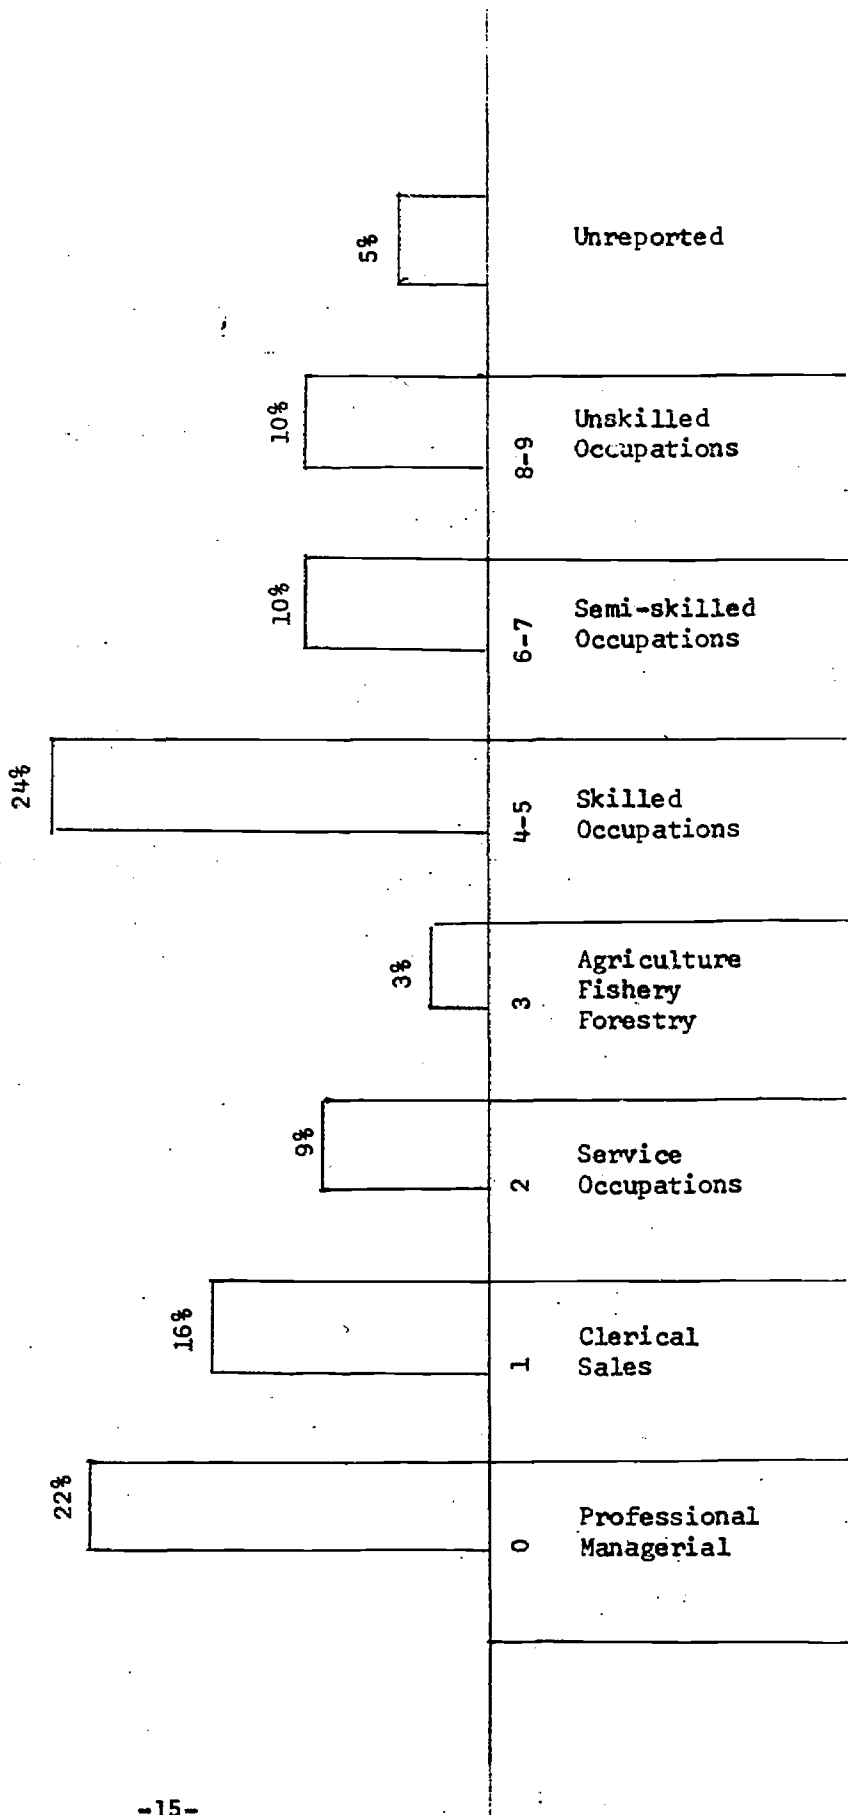 5%
Unreported
10%
8-9
Unskilled
Occupations
10%
6-7
Semi-skilled
Occupations
24%
4-5
Skilled
Occupations
3%
3
Agriculture
Fishery
Forestry
9%
2
Service
Occupations
16%
1
Clerical
Sales
22%
0
Professional
Managerial
-15-